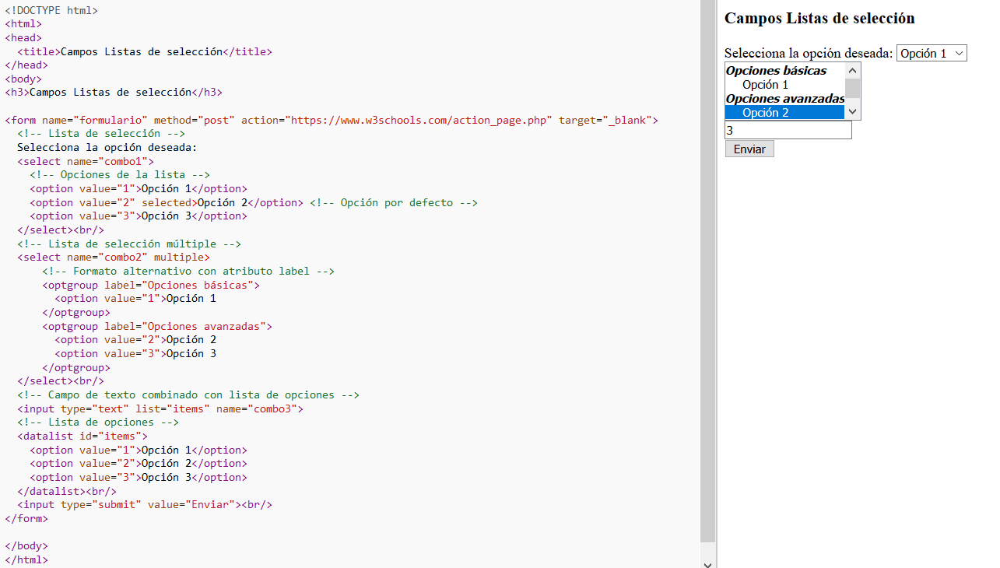 <!DOCTYPE html>
<html>
<head>
  <title>Campos Listas de selección</title>
</head>
<body>
<h3>Campos Listas de selección</h3>

<form name="formulario" method="post" action="https://www.w3schools.com/action_page.php" target="_blank">
  <!-- Lista de selección -->
  Selecciona la opción deseada:
  <select name="combo1">
    <!-- Opciones de la lista -->
    <option value="1">Opción 1</option>
    <option value="2" selected>Opción 2</option> <!-- Opción por defecto -->
    <option value="3">Opción 3</option>
  </select><br/>
  <!-- Lista de selección múltiple -->
  <select name="combo2" multiple>
      <!-- Formato alternativo con atributo label -->
      <optgroup label="Opciones básicas">
        <option value="1">Opción 1
      </optgroup>
      <optgroup label="Opciones avanzadas">
        <option value="2">Opción 2
        <option value="3">Opción 3
      </optgroup>
  </select><br/>
  <!-- Campo de texto combinado con lista de opciones -->
  <input type="text" list="items" name="combo3">
  <!-- Lista de opciones -->
  <datalist id="items">
    <option value="1">Opción 1</option>
    <option value="2">Opción 2</option>
    <option value="3">Opción 3</option>
  </datalist><br/>
  <input type="submit" value="Enviar"><br/>
</form>

</body>
</html>
Campos Listas de selección
Selecciona la opción deseada: Opción 1
Opciones básicas
Opción 1
Opciones avanzadas
Opción 2
3
Enviar